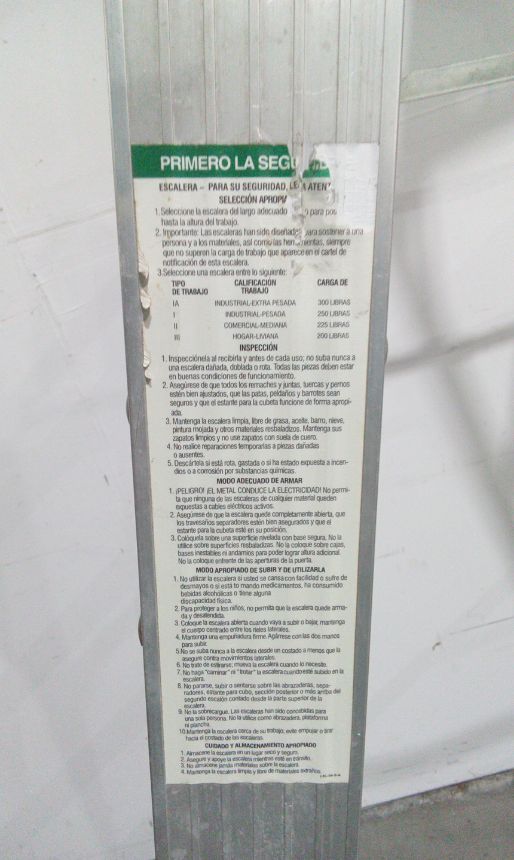 PRIMERO LA SEG
ESCALERA – PARA SU SEGURIDAD, LEA ATEN
SELECCIÓN APROPI
1. Seleccione la escalera del largo adecuado para
hasta la altura del trabajo.
2. Importante: Las escaleras han sido diseñadas para sostener a una
persona y a los materiales, así como las herramientas, siempre
que no superen la carga de trabajo que aparece en el cartel de
notificación de esta escalera.
3. Seleccione una escalera entre lo siguiente:
TIPO CALIFICACIÓN CARGA DE
DE TRABAJO TRABAJO
IA INDUSTRIAL-EXTRA PESADA 300 LIBRAS
I INDUSTRIAL-PESADA 250 LIBRAS
II COMERCIAL-MEDIANA 225 LIBRAS
III HOGAR-LIVIANA 200 LIBRAS
INSPECCIÓN
1. Inspecciónela al recibirla y antes de cada uso; no suba nunca a
una escalera dañada, doblada o rota. Todas las piezas deben estar
en buenas condiciones de funcionamiento.
2. Asegúrese de que todos los remaches y juntas, tuercas y pernos
estén bien ajustados, que las patas, peldaños y barrotes sean
seguros y que el estante para la cubeta funcione de forma apropi-
ada.
3. Mantenga la escalera limpia, libre de grasa, aceite, barro, nieve,
pintura mojada y otros materiales resbaladizos. Mantenga sus
zapatos limpios y no use zapatos con suela de cuero.
4. No realice reparaciones temporarias a piezas dañadas
o ausentes.
5. Descártela si está rota, gastada o si ha estado expuesta a incen-
dios o a corrosión por substancias químicas.
MODO ADECUADO DE ARMAR
1. ¡PELIGRO! ¡EL METAL CONDUCE LA ELECTRICIDAD! No permi-
ta que ninguna de las escaleras de cualquier material queden
expuestas a cables eléctricos activos.
2. Asegúrese de que la escalera quede completamente abierta, que
los travesaños separadores estén bien asegurados y que el
estante para la cubeta esté en su posición.
3. Colóquela sobre una superficie nivelada con base segura. No la
utilice sobre superficies resbaladizas. No la coloque sobre cajas,
bases inestables ni andamios para poder lograr altura adicional.
No la coloque enfrente de las aperturas de la puerta.
MODO APROPIADO DE SUBIR Y DE UTILIZARLA
1. No utilizar la escalera si usted se cansa con facilidad o sufre de
desmayos o si está to mando medicamentos, ha consumido
bebidas alcohólicas o tiene alguna
discapacidad física.
2. Para proteger a los niños, no permita que la escalera quede arma-
da y desatendida.
3. Coloque la escalera abierta cuando vaya a subir o bajar, mantenga
el cuerpo centrado entre los rieles laterales.
4. Mantenga una empuñadura firme. Agárrese con las dos manos
para subir.
5. No se suba nunca a la escalera desde un costado a menos que la
asegure contra movimientos laterales.
6. No trate de estirarse; mueva la escalera cuando lo necesite.
7. No haga "caminar" ni "trotar" la escalera cuando esté subido en la
escalera.
8. No pararse, subir o sentarse sobre las abrazaderas, sepa-
radores, estante para cubo, sección posterior o más arriba del
segundo escalón contado desde la parte superior de la
escalera.
9. No la sobrecargue. Las escaleras han sido concebidas para
una sola persona. No la utilice como abrazadera, plataforma
ni plancha.
10. Mantenga la escalera cerca de su trabajo; evite empujar o tirar
hacia el costado de las escaleras.
CUIDADO Y ALMACENAMIENTO APROPIADO
1. Almacene la escalera en un lugar seco y seguro.
2. Asegure y apoye la escalera mientras esté en tránsito.
3. No almacene jamás materiales sobre la escalera.
4. Mantenga la escalera limpia y libre de materiales extraños.